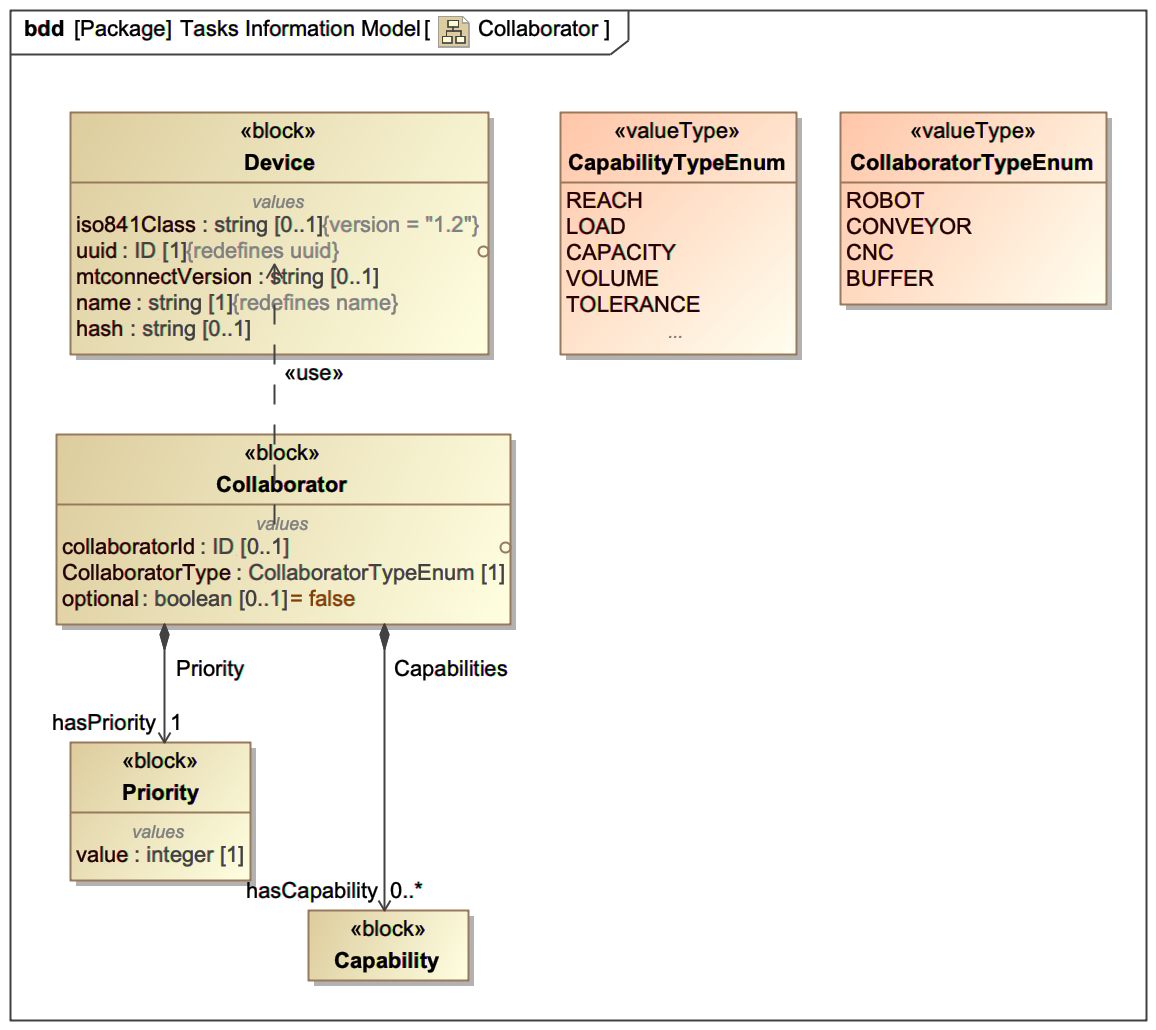 bdd [Package] Tasks Information Model [ Collaborator ]
«block»
Device
values
iso841Class : string [0..1]{version = "1.2"}
uuid : ID [1]{redefines uuid}
mtconnectVersion : string [0..1]
name : string [1]{redefines name}
hash : string [0..1]
«valueType»
CapabilityTypeEnum
REACH
LOAD
CAPACITY
VOLUME
TOLERANCE
...
«valueType»
CollaboratorTypeEnum
ROBOT
CONVEYOR
CNC
BUFFER
«use»
«block»
Collaborator
values
collaboratorId : ID [0..1]
CollaboratorType : CollaboratorTypeEnum [1]
optional : boolean [0..1] = false
Priority
Capabilities
hasPriority 1
«block»
Priority
values
value : integer [1]
hasCapability 0..*
«block»
Capability